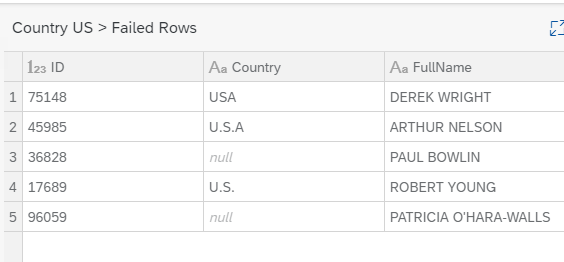 Country US > Failed Rows
123 ID Aa Country Aa FullName
1 75148 USA DEREK WRIGHT
2 45985 U.S.A ARTHUR NELSON
3 36828 null PAUL BOWLIN
4 17689 U.S. ROBERT YOUNG
5 96059 null PATRICIA O'HARA-WALLS